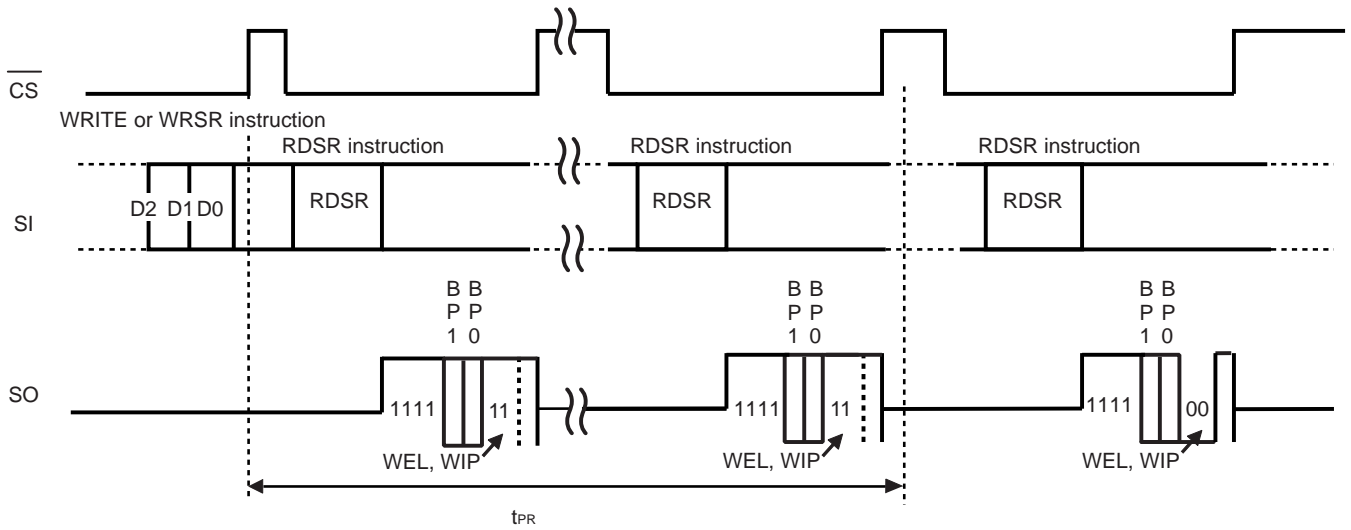 CS
WRITE or WRSR instruction
RDSR instruction RDSR instruction RDSR instruction
D2 D1 D0 RDSR RDSR RDSR
SI
B B B B B B
P P P P P P
1 0 1 0 1 0
SO
1111 11 1111 11 1111 00
WEL, WIP WEL, WIP WEL, WIP
tPR